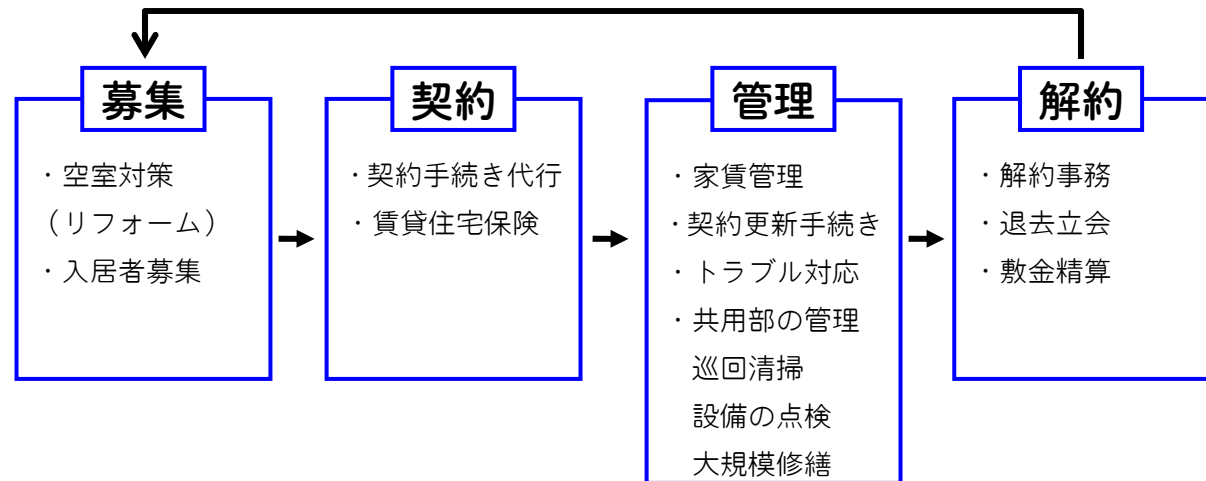 募集
・空室対策
（リフォーム）
・入居者募集
契約
・契約手続き代行
・賃貸住宅保険
管理
・家賃管理
・契約更新手続き
・トラブル対応
・共用部の管理
巡回清掃
設備の点検
大規模修繕
解約
・解約事務
・退去立会
・敷金精算